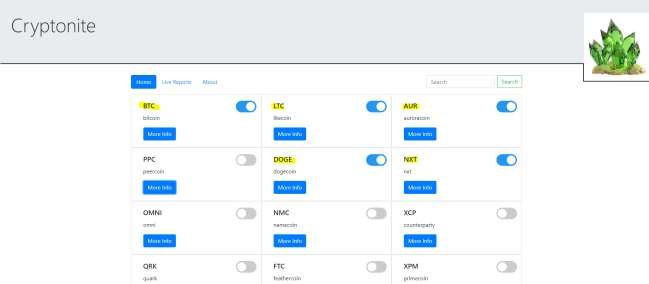 Cryptonite
Home Live Reports About Search Search
BTC LTC AUR
bitcoin litecoin auroracoin
More Info More Info More Info
PPC DOGE NXT
peercoin dogecoin nxt
More Info More Info More Info
OMNI NMC XCP
omni namecoin counterparty
More Info More Info More Info
QRK FTC XPM
quark feathercoin primecoin